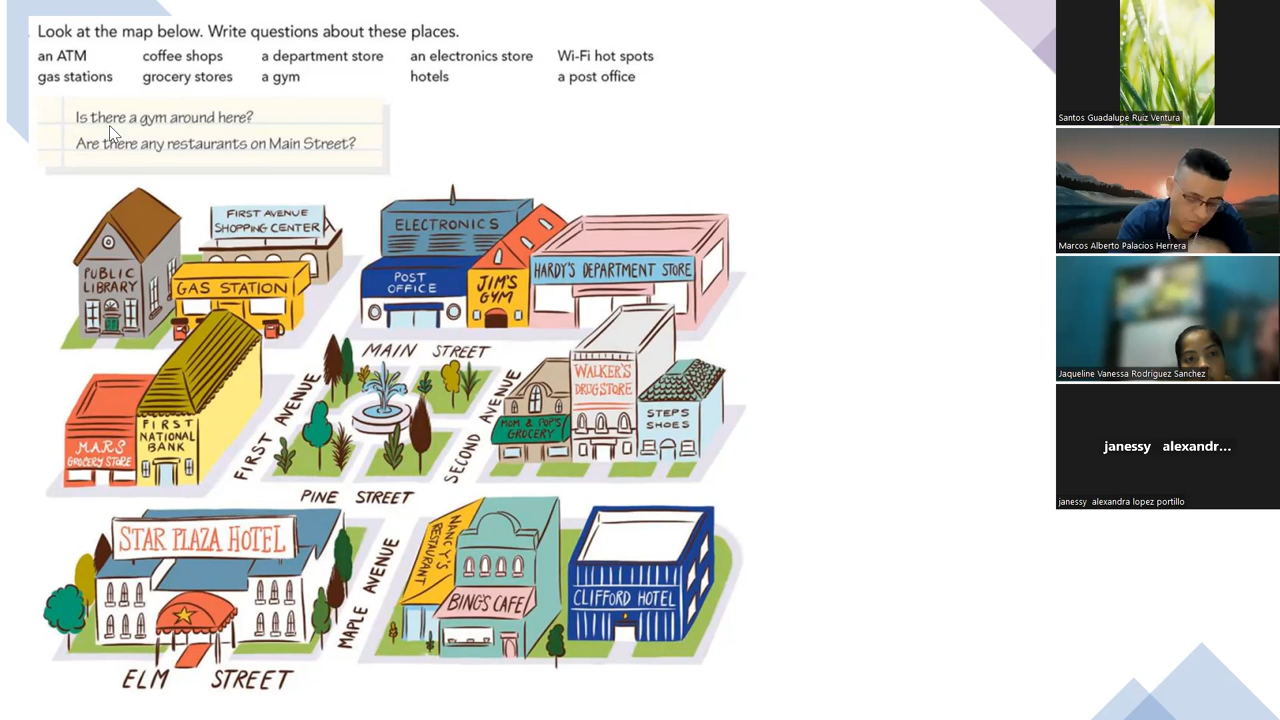 Look at the map below. Write questions about these places.
an ATM coffee shops a department store an electronics store Wi-Fi hot spots
gas stations grocery stores a gym hotels a post office
Is there a gym around here?
Are there any restaurants on Main Street?
PUBLIC
LIBRARY
FIRST AVENUE
SHOPPING CENTER
GAS STATION
ELECTRONICS
POST
OFFICE
JIM'S
GYM
HARDY'S DEPARTMENT STORE
MAIN STREET
FIRST AVENUE
SECOND AVENUE
MARS
GROCERY STORE
FIRST
NATIONAL
BANK
MOM & POP'S
GROCERY
WALKER'S
DRUG STORE
STEPS
SHOES
PINE STREET
STAR PLAZA HOTEL
MAPLE AVENUE
NANCY'S
RESTAURANT
BING'S CAFE
CLIFFORD HOTEL
ELM STREET
Santos Guadalupe Ruiz Ventura
Marcos Alberto Palacios Herrera
Jaqueline Vanessa Rodriguez Sanchez
janessy alexandr...
janessy alexandra lopez portillo